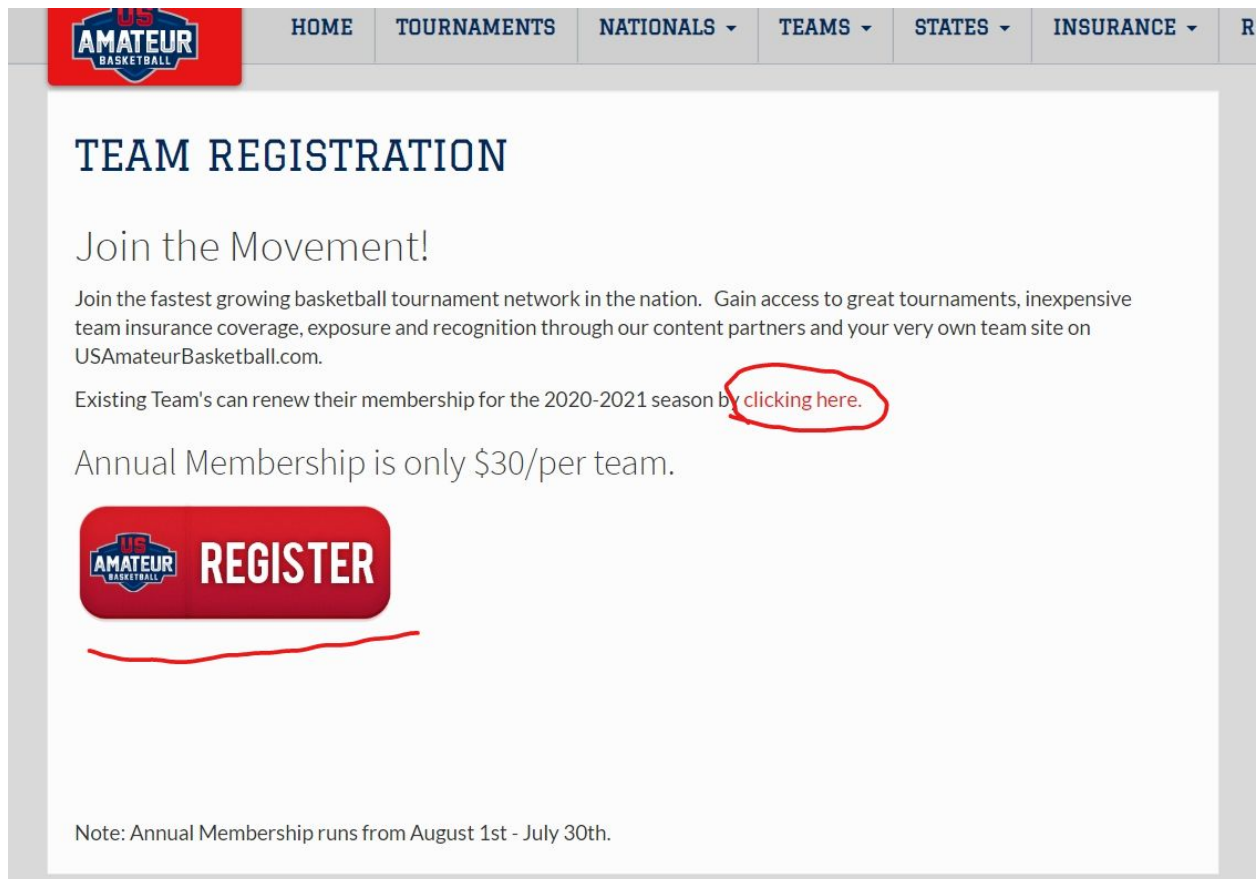 US
AMATEUR
BASKETBALL
HOME TOURNAMENTS NATIONALS TEAMS STATES INSURANCE R
TEAM REGISTRATION
Join the Movement!
Join the fastest growing basketball tournament network in the nation. Gain access to great tournaments, inexpensive
team insurance coverage, exposure and recognition through our content partners and your very own team site on
USAmateurBasketball.com.
Existing Team's can renew their membership for the 2020-2021 season by clicking here.
Annual Membership is only $30/per team.
US
AMATEUR
BASKETBALL
REGISTER
Note: Annual Membership runs from August 1st - July 30th.